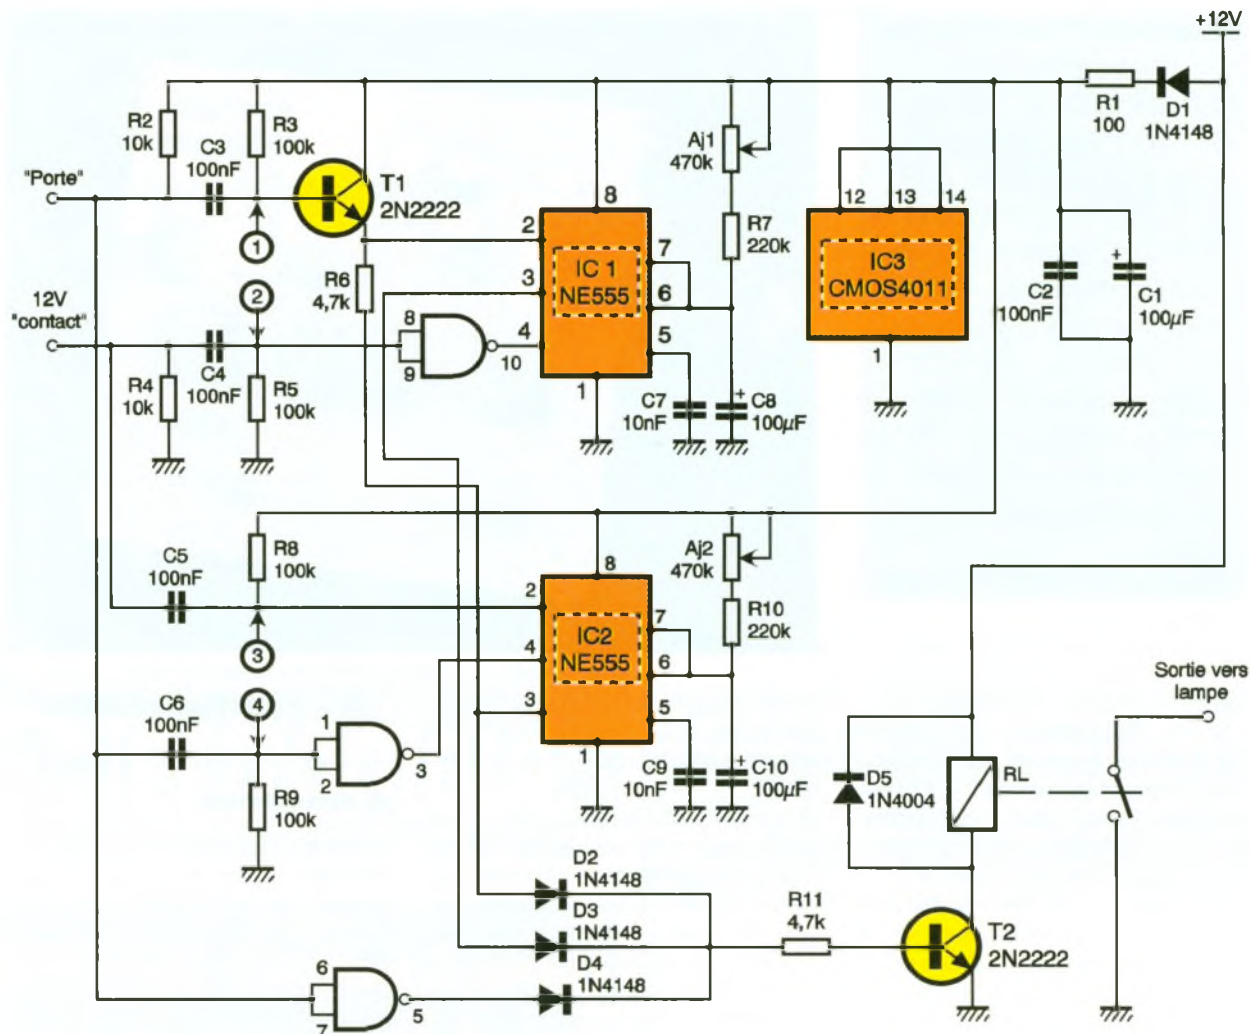 +12V
R2
10k
C3
100nF
R3
100k
"Porte"
T1
2N2222
1
2
12V
"contact"
R4
10k
C4
100nF
R5
100k
R6
4,7k
8
9
10
2
3
4
8
7
6
5
1
IC 1
NE555
Aj1
470k
R7
220k
C7
10nF
+
C8
100µF
12
13
14
IC3
CMOS4011
1
R1
100
D1
1N4148
C2
100nF
+
C1
100µF
C5
100nF
R8
100k
3
4
C6
100nF
R9
100k
1
2
3
2
4
3
8
7
6
5
1
IC2
NE555
Aj2
470k
R10
220k
C9
10nF
+
C10
100µF
Sortie vers
lampe
D5
1N4004
RL
D2
1N4148
D3
1N4148
D4
1N4148
R11
4,7k
T2
2N2222
6
7
5